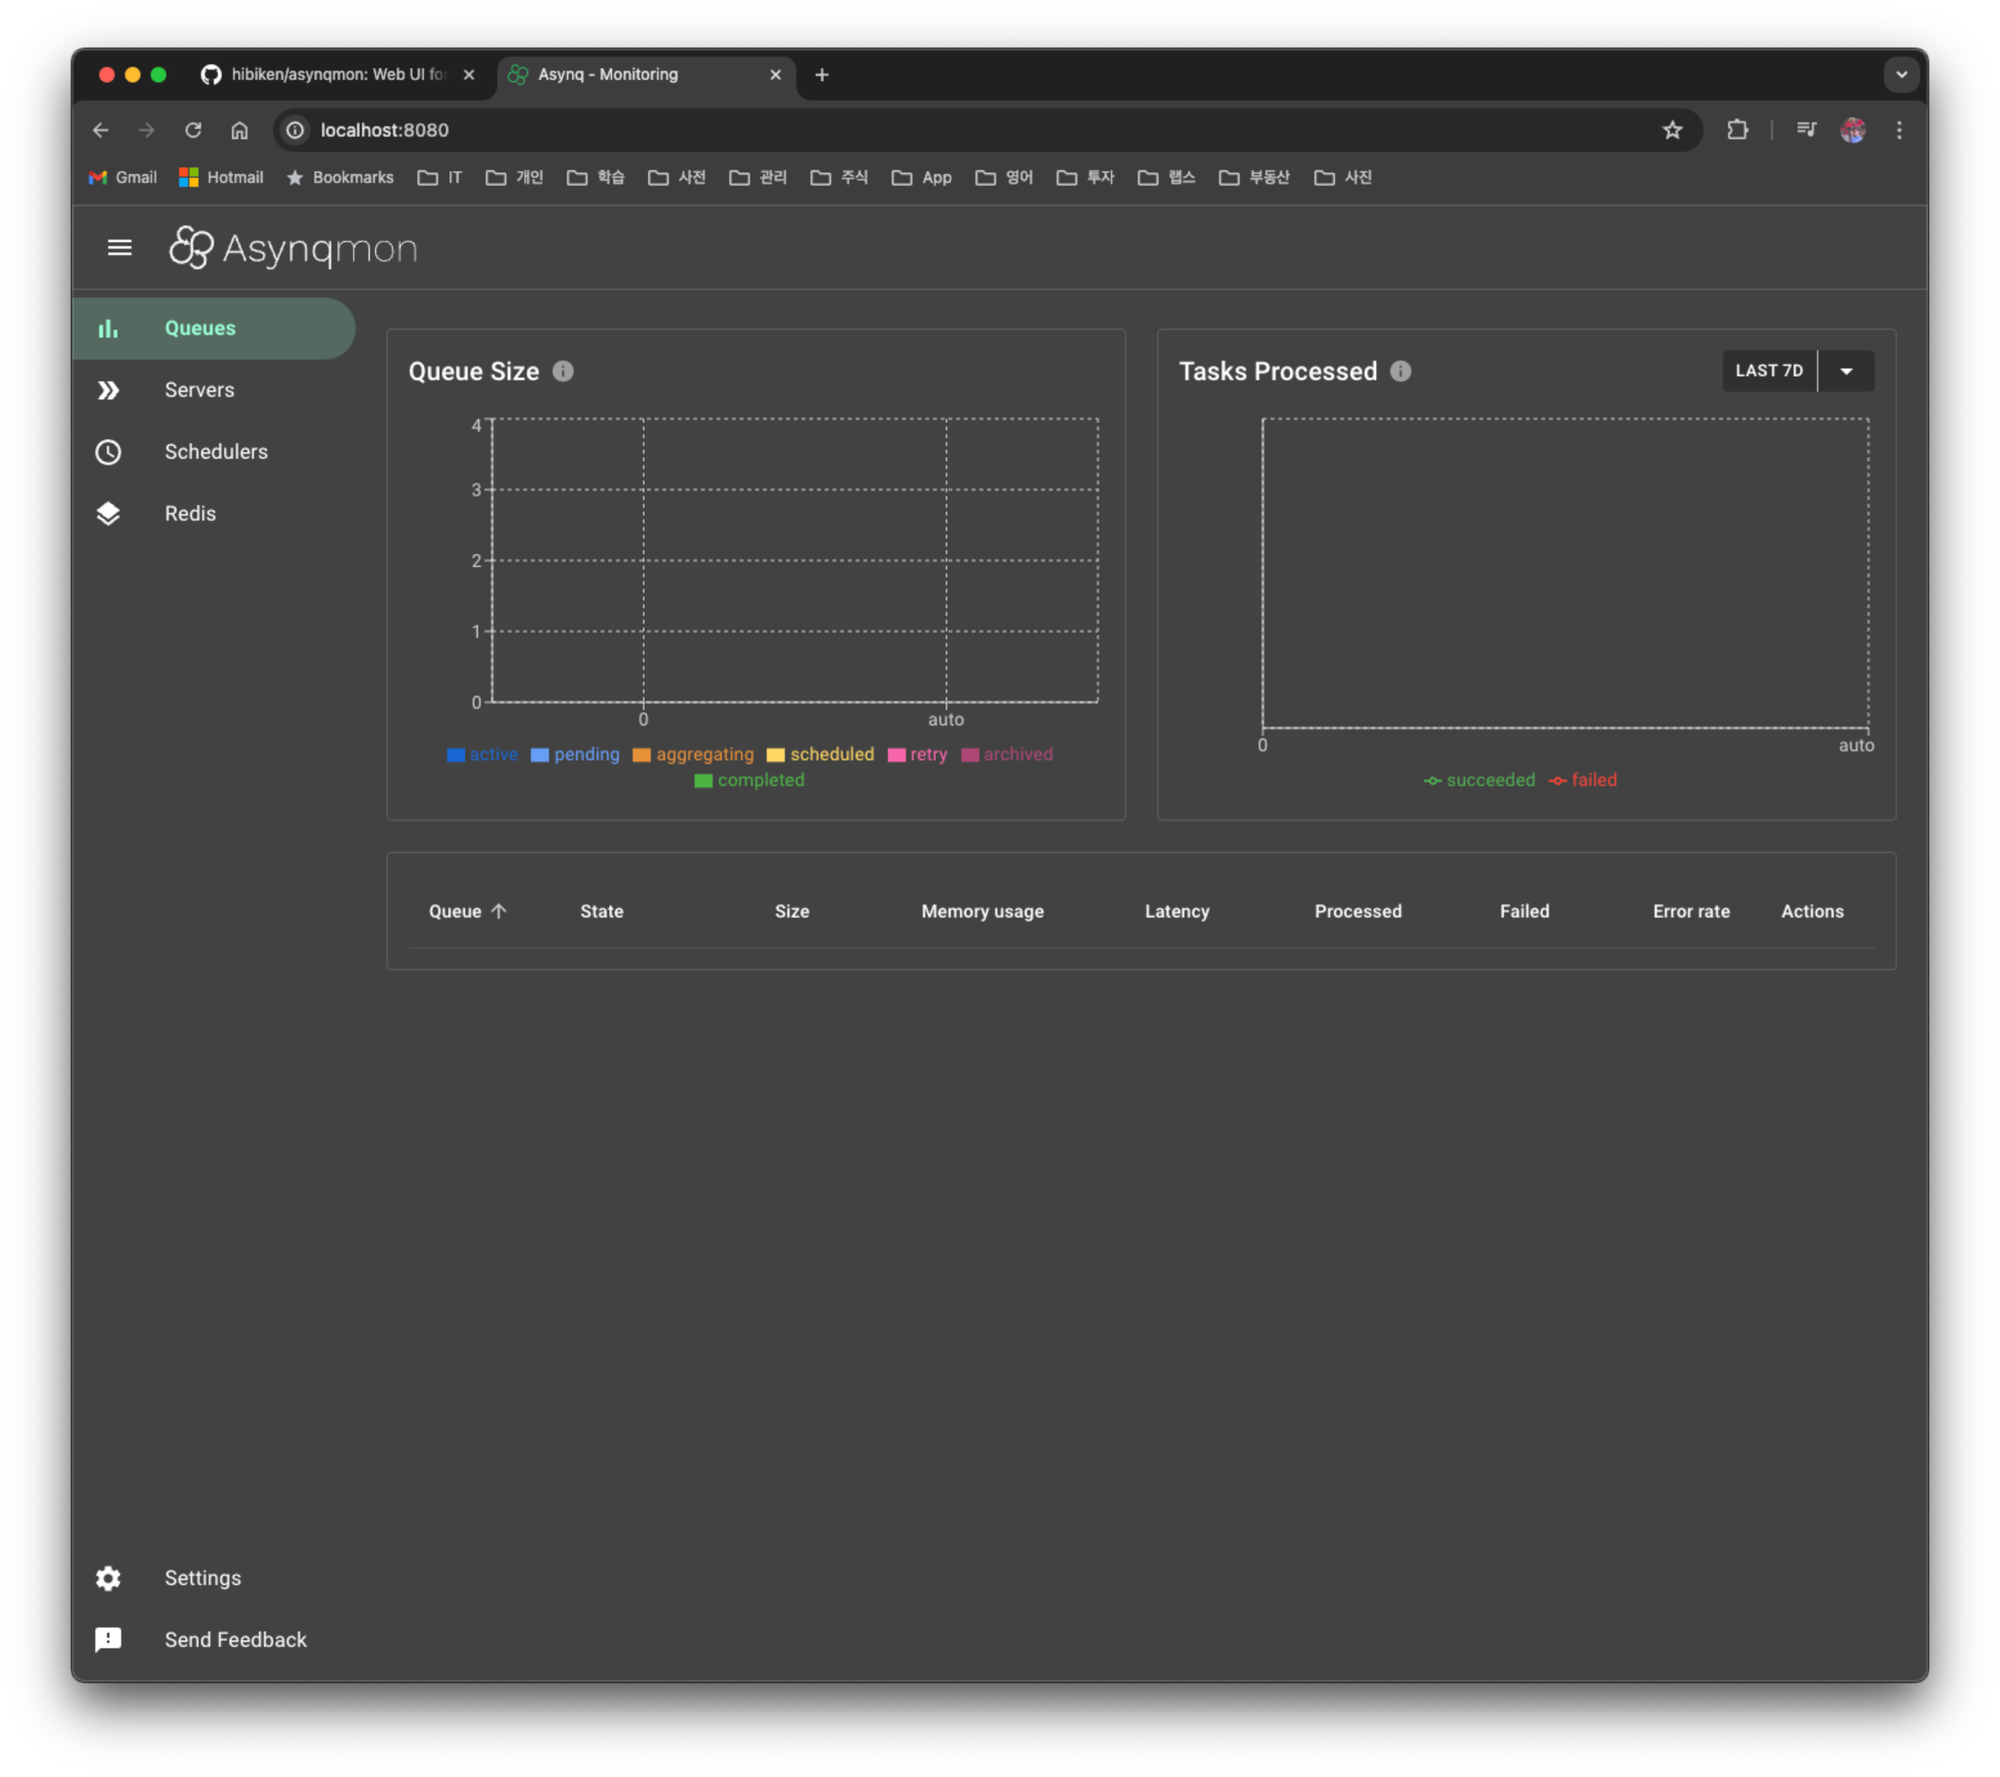 hibiken/asynqmon: Web UI for
Asynq - Monitoring
localhost:8080
Gmail Hotmail Bookmarks IT 개인 학습 사전 관리 주식 App 영어 투자 랩스 부동산 사진
Asynqmon
Queues
Servers
Schedulers
Redis
Queue Size
4
3
2
1
0
0 auto
active pending aggregating scheduled retry archived
completed
Tasks Processed
LAST 7D
0 auto
succeeded failed
Queue State Size Memory usage Latency Processed Failed Error rate Actions
Settings
Send Feedback